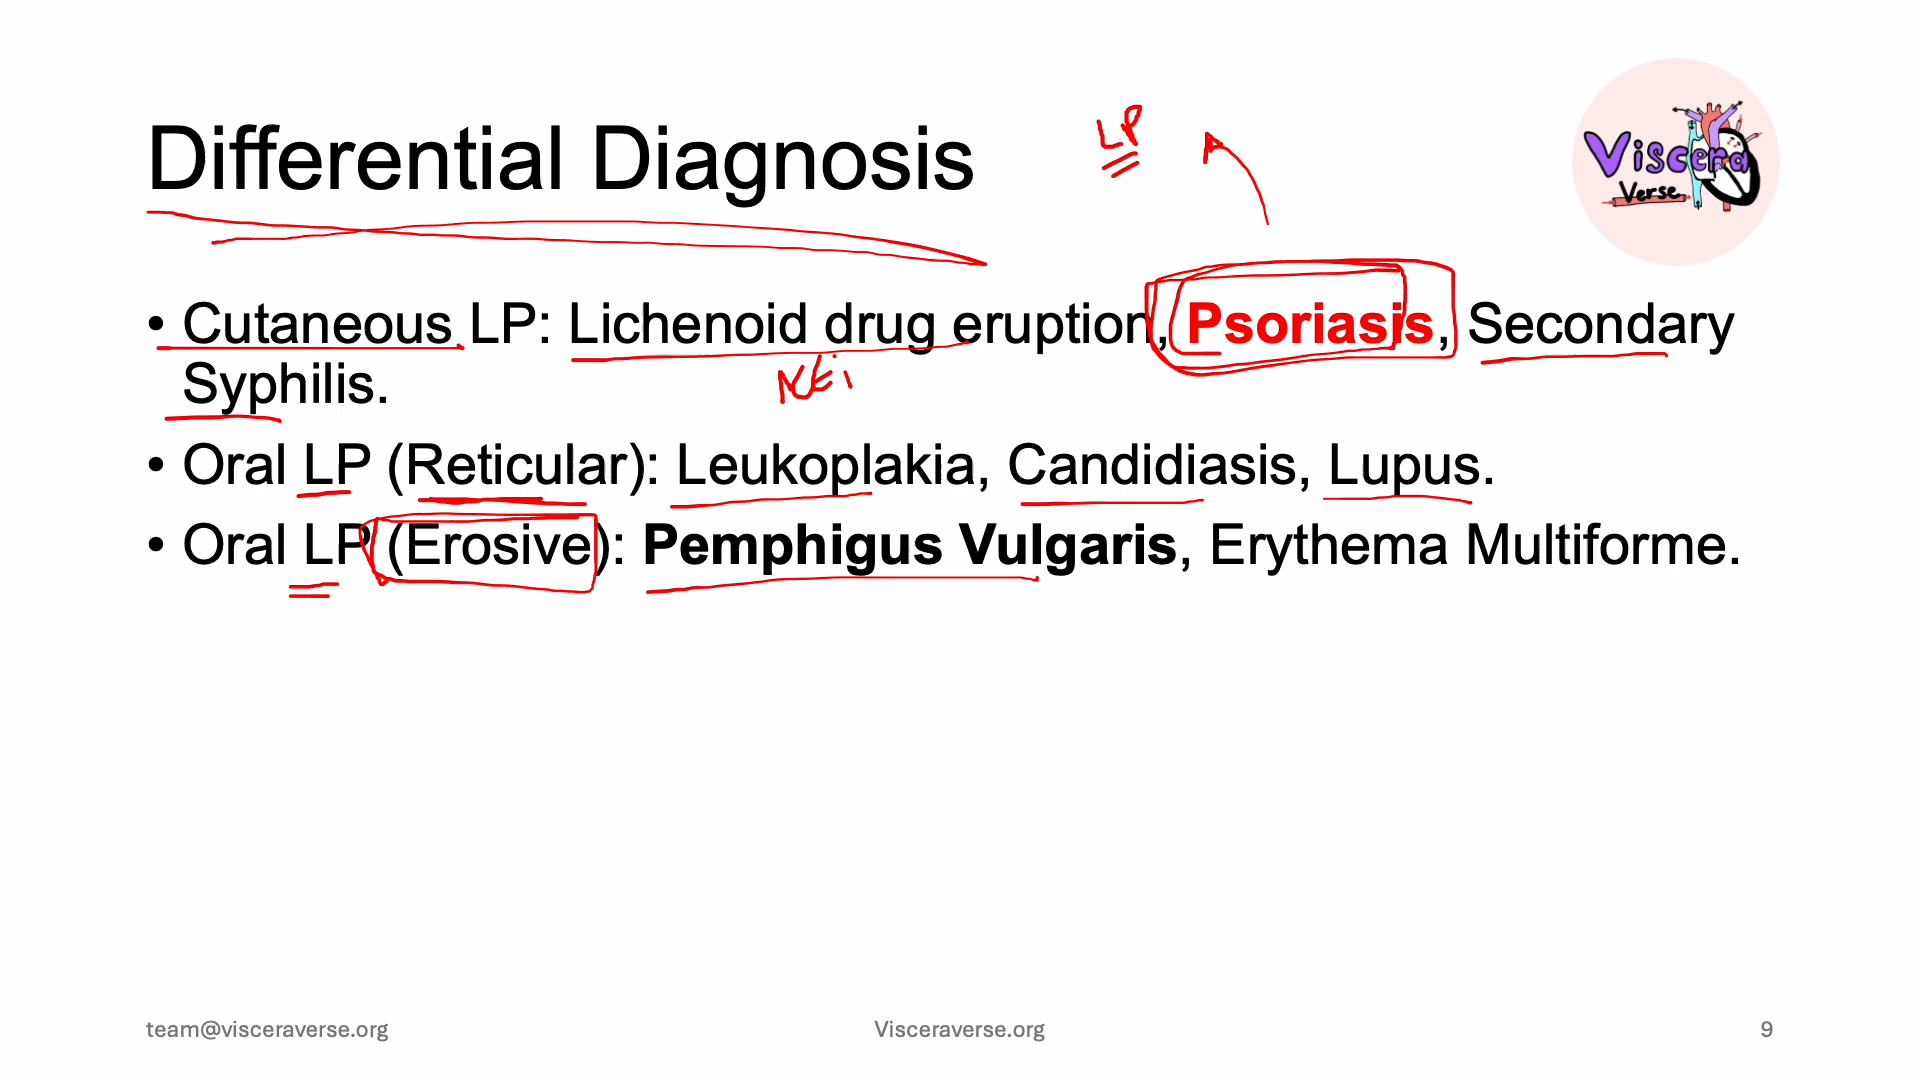 Differential Diagnosis
LP
Viscera
Verse
• Cutaneous LP: Lichenoid drug eruption, Psoriasis, Secondary
Syphilis.
• Oral LP (Reticular): Leukoplakia, Candidiasis, Lupus.
• Oral LP (Erosive): Pemphigus Vulgaris, Erythema Multiforme.
team@visceraverse.org
Visceraverse.org
9